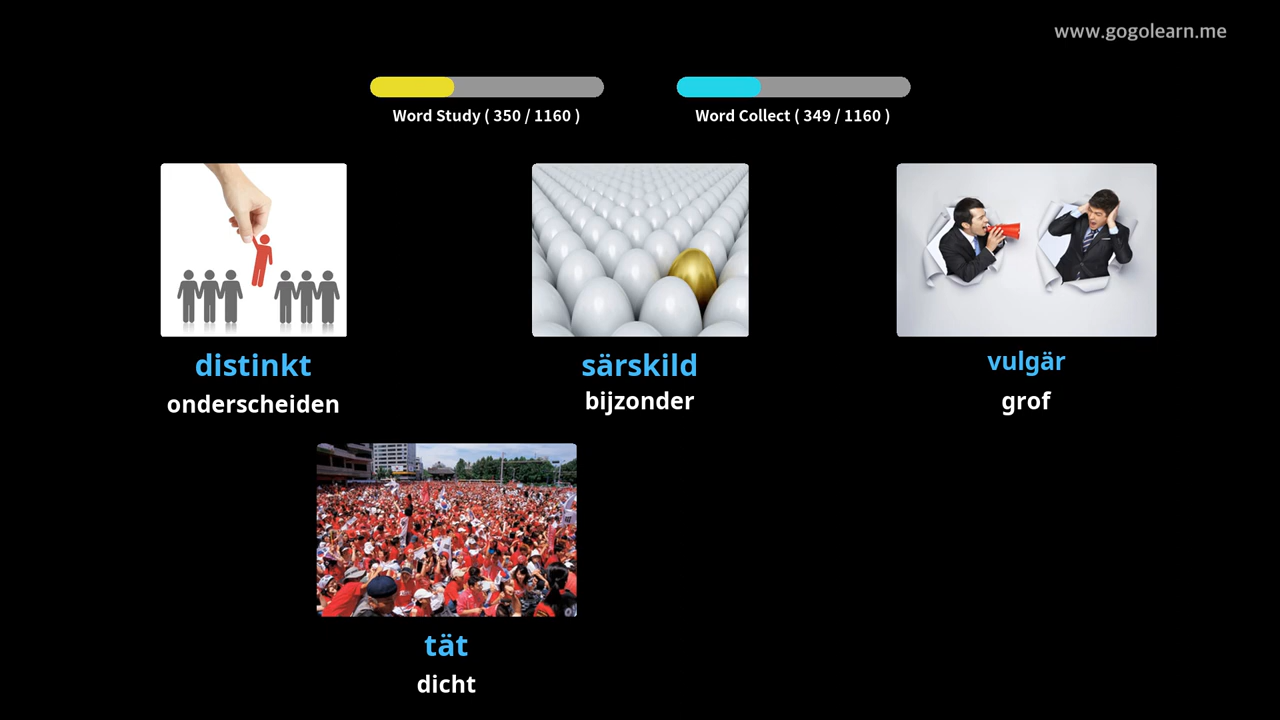 www.gogolearn.me
Word Study ( 350 / 1160 )
Word Collect ( 349 / 1160 )
distinkt
onderscheiden
särskild
bijzonder
vulgär
grof
tät
dicht